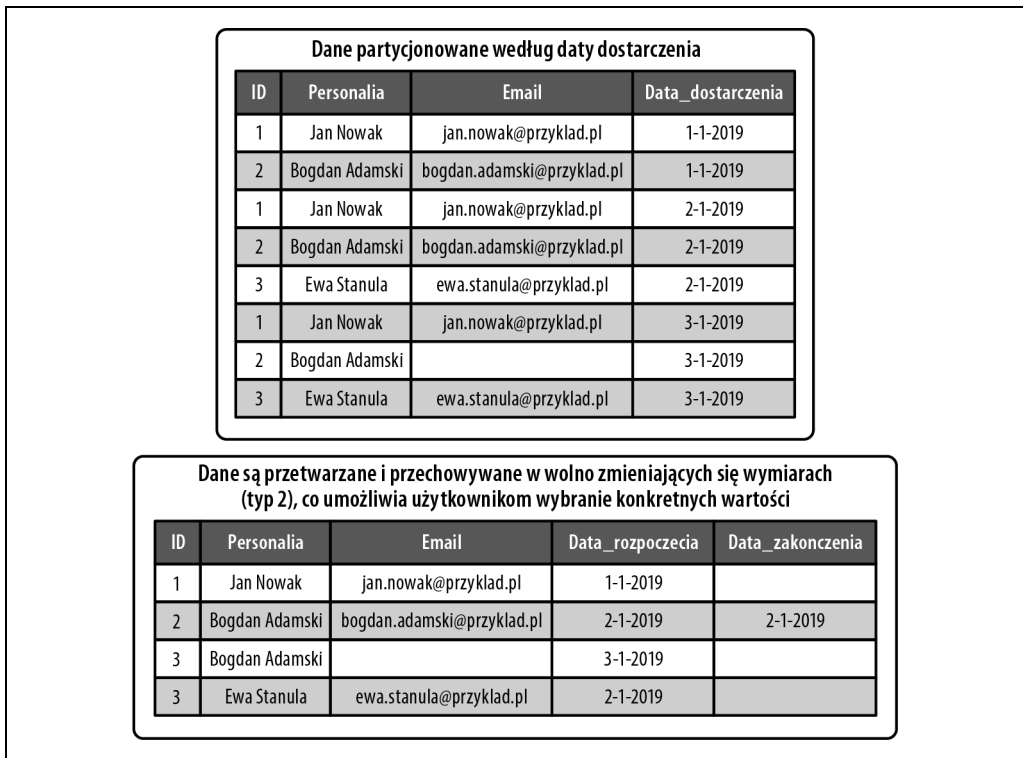 Dane partycjonowane według daty dostarczenia
ID Personalia Email Data_dostarczenia
1 Jan Nowak jan.nowak@przyklad.pl 1-1-2019
2 Bogdan Adamski bogdan.adamski@przyklad.pl 1-1-2019
1 Jan Nowak jan.nowak@przyklad.pl 2-1-2019
2 Bogdan Adamski bogdan.adamski@przyklad.pl 2-1-2019
3 Ewa Stanula ewa.stanula@przyklad.pl 2-1-2019
1 Jan Nowak jan.nowak@przyklad.pl 3-1-2019
2 Bogdan Adamski 3-1-2019
3 Ewa Stanula ewa.stanula@przyklad.pl 3-1-2019
Dane są przetwarzane i przechowywane w wolno zmieniających się wymiarach
(typ 2), co umożliwia użytkownikom wybranie konkretnych wartości
ID Personalia Email Data_rozpoczecia Data_zakonczenia
1 Jan Nowak jan.nowak@przyklad.pl 1-1-2019
2 Bogdan Adamski bogdan.adamski@przyklad.pl 2-1-2019 2-1-2019
3 Bogdan Adamski 3-1-2019
3 Ewa Stanula ewa.stanula@przyklad.pl 2-1-2019